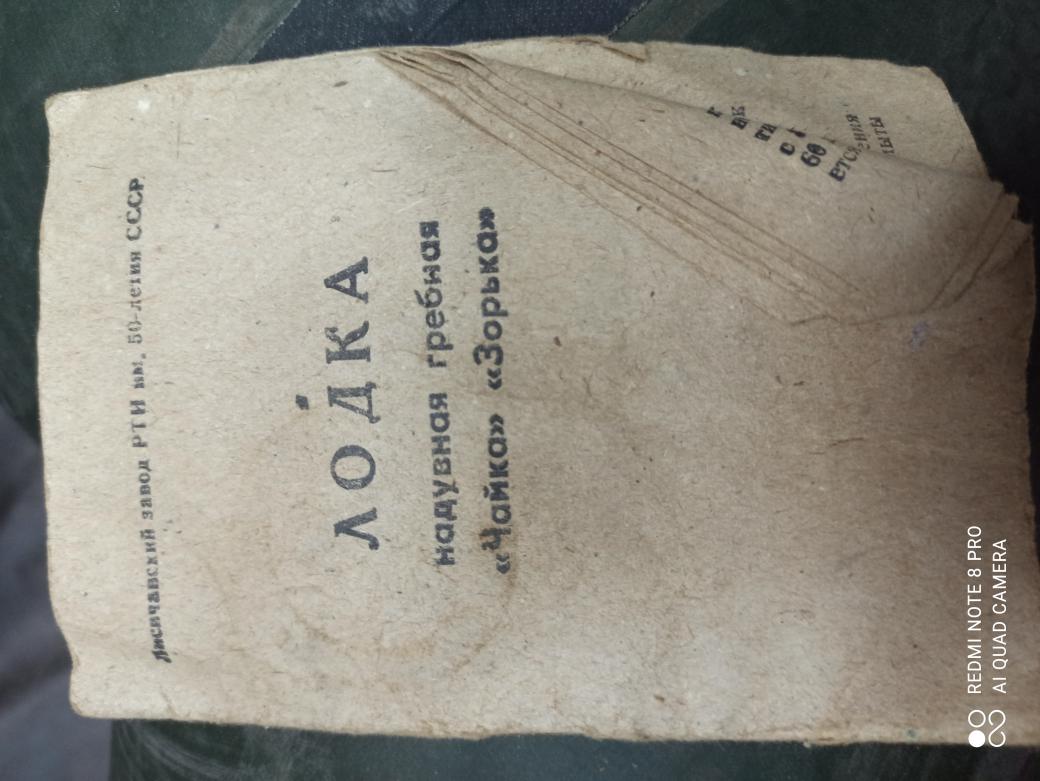 Лисичанский завод РТИ им. 50-летия СССР
ЛОДКА
надувная гребная
«Чайка» «Зорька»
REDMI NOTE 8 PRO
AI QUAD CAMERA